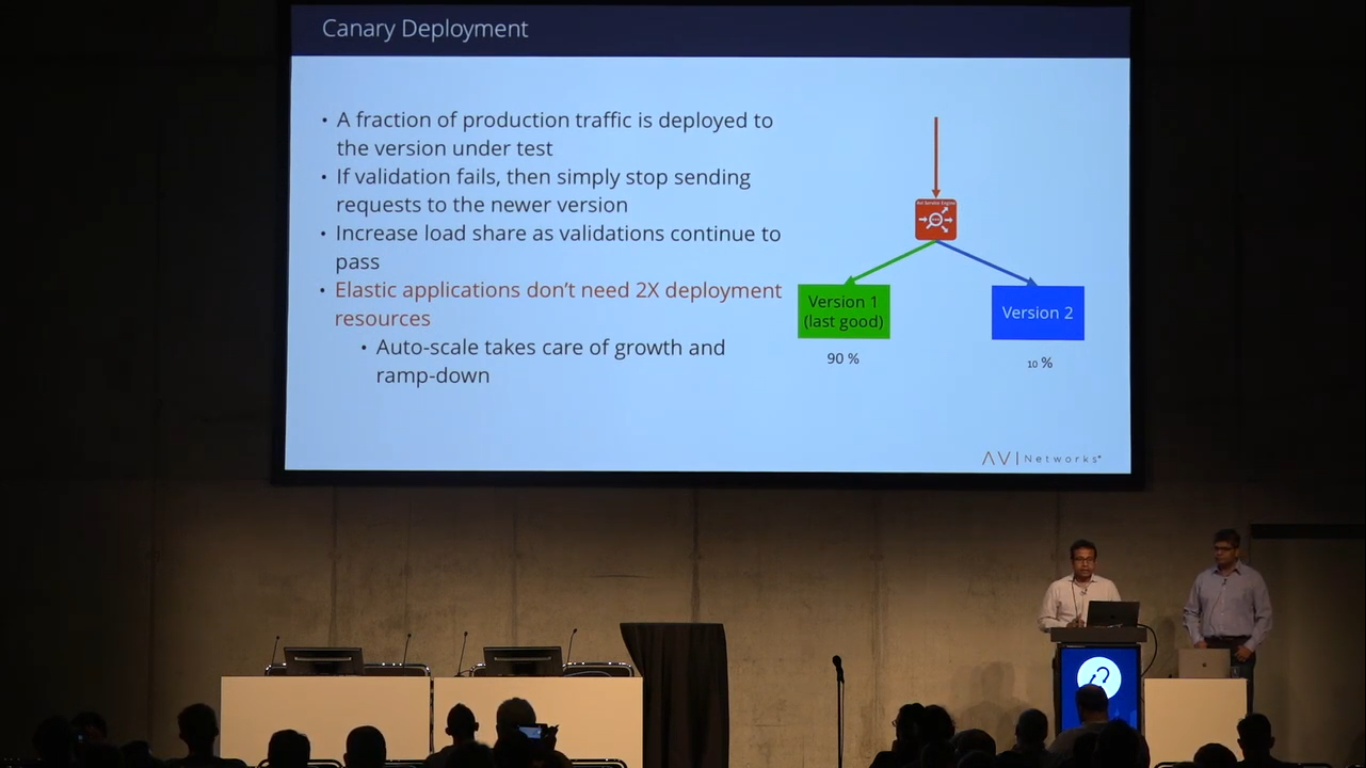 Canary Deployment
• A fraction of production traffic is deployed to
the version under test
• If validation fails, then simply stop sending
requests to the newer version
• Increase load share as validations continue to
pass
• Elastic applications don't need 2X deployment
resources
• Auto-scale takes care of growth and
ramp-down
Version 1
(last good)
90 %
Version 2
10 %
AVI Networks